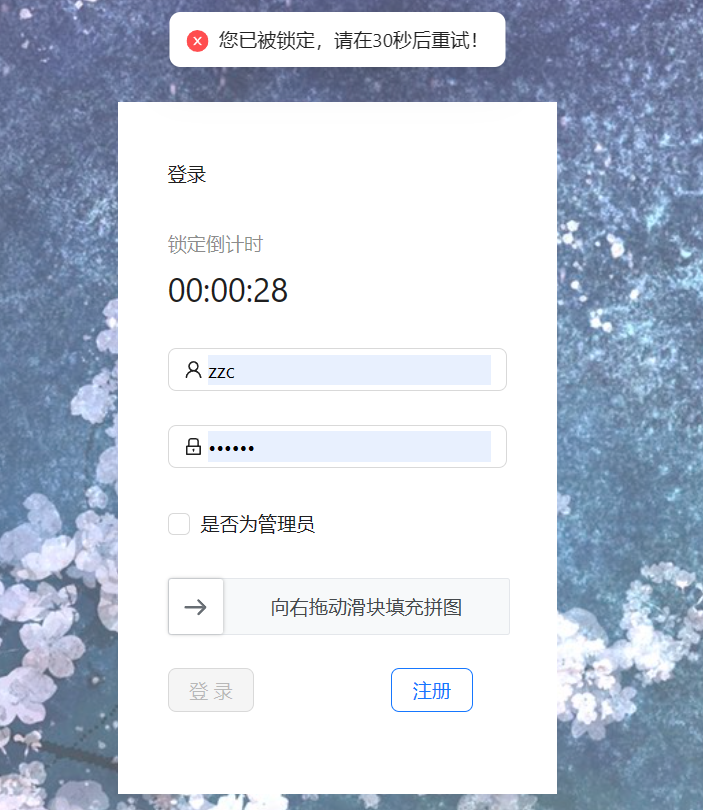 您已被锁定，请在30秒后重试！
登录
锁定倒计时
00:00:28
zzc
••••••
是否为管理员
向右拖动滑块填充拼图
登 录
注册